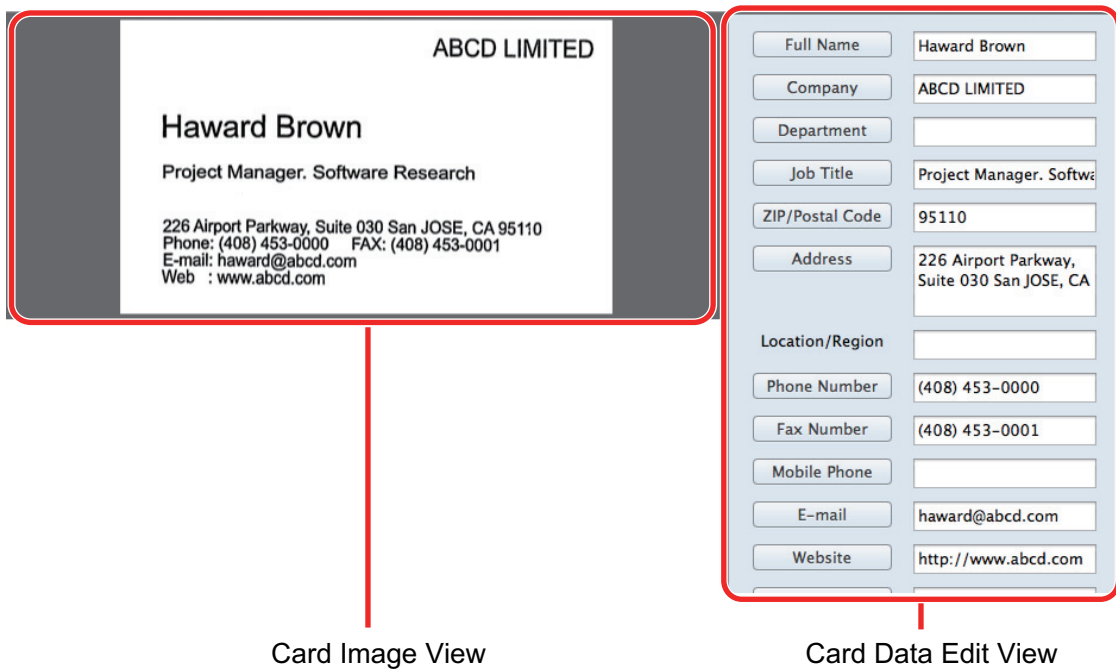 ABCD LIMITED
Haward Brown
Project Manager. Software Research
226 Airport Parkway, Suite 030 San JOSE, CA 95110
Phone: (408) 453-0000 FAX: (408) 453-0001
E-mail: haward@abcd.com
Web : www.abcd.com
Full Name Haward Brown
Company ABCD LIMITED
Department
Job Title Project Manager. Softwa
ZIP/Postal Code 95110
Address 226 Airport Parkway,
Suite 030 San JOSE, CA
Location/Region
Phone Number (408) 453-0000
Fax Number (408) 453-0001
Mobile Phone
E-mail haward@abcd.com
Website http://www.abcd.com
Card Image View Card Data Edit View